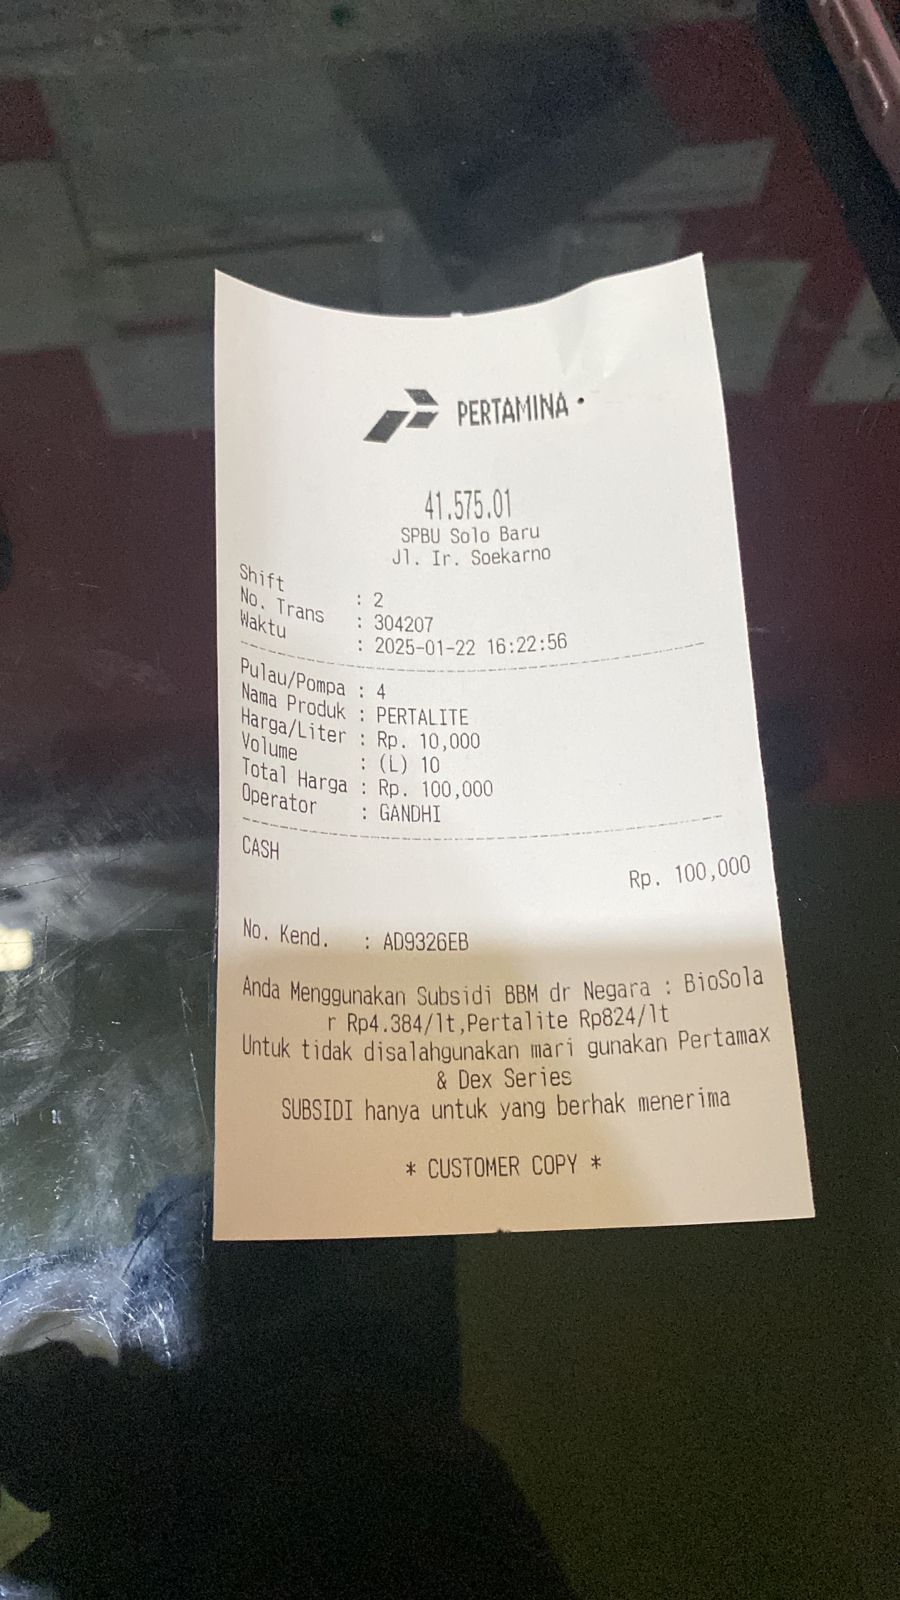 PERTAMINA
41.575.01
SPBU Solo Baru
Jl. Ir. Soekarno
Shift : 2
No. Trans : 304207
Waktu : 2025-01-22 16:22:56
Pulau/Pompa : 4
Nama Produk : PERTALITE
Harga/Liter : Rp. 10,000
Volume : (L) 10
Total Harga : Rp. 100,000
Operator : GANDHI
CASH
Rp. 100,000
No. Kend. : AD9326EB
Anda Menggunakan Subsidi BBM dr Negara : BioSola
r Rp4.384/lt,Pertalite Rp824/lt
Untuk tidak disalahgunakan mari gunakan Pertamax
& Dex Series
SUBSIDI hanya untuk yang berhak menerima
* CUSTOMER COPY *